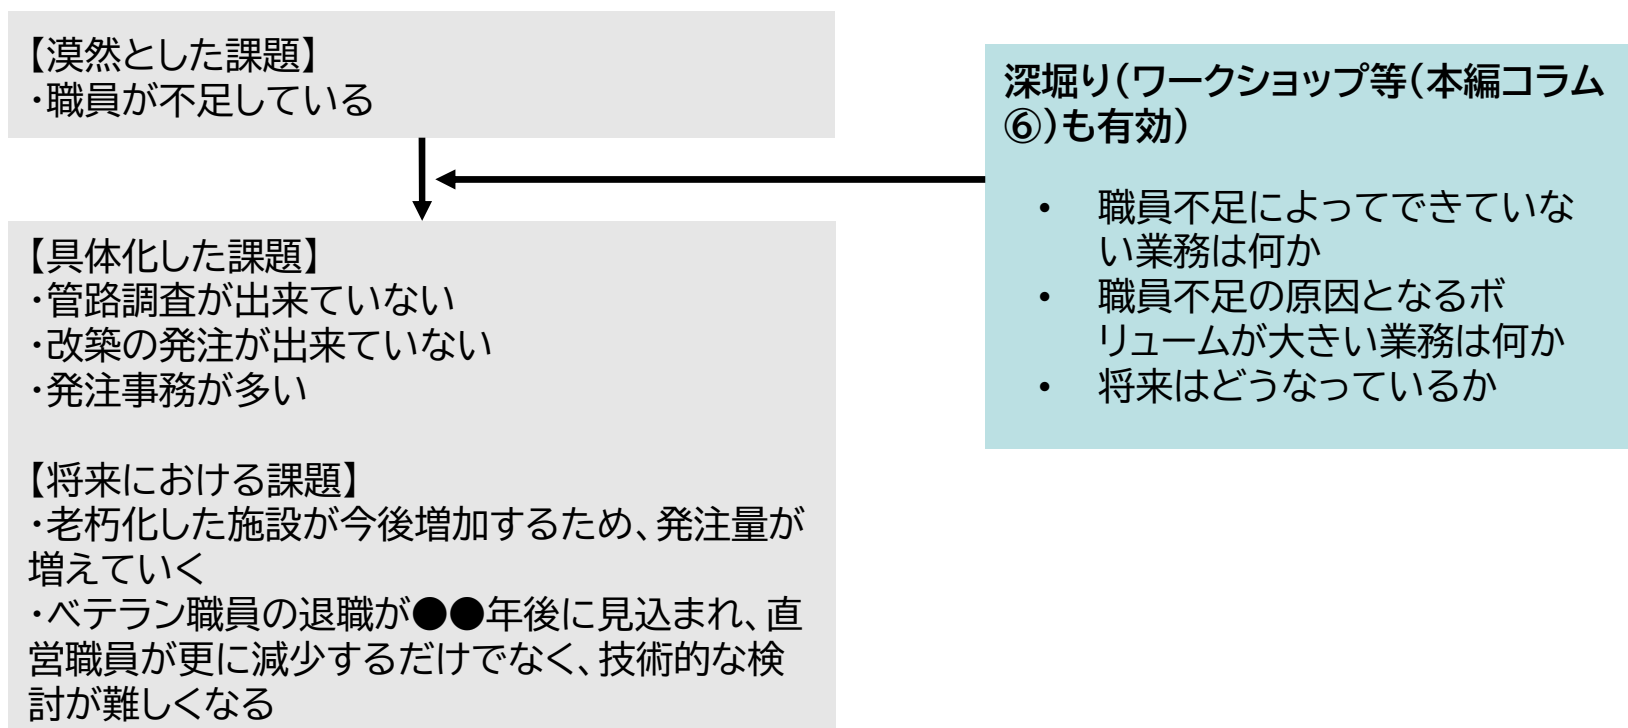 【漠然とした課題】
・職員が不足している
深堀り（ワークショップ等（本編コラム
⑥）も有効）
• 職員不足によってできていな
い業務は何か
• 職員不足の原因となるボ
リュームが大きい業務は何か
• 将来はどうなっているか
【具体化した課題】
・管路調査が出来ていない
・改築の発注が出来ていない
・発注事務が多い
【将来における課題】
・老朽化した施設が今後増加するため、発注量が
増えていく
・ベテラン職員の退職が●●年後に見込まれ、直
営職員が更に減少するだけでなく、技術的な検
討が難しくなる